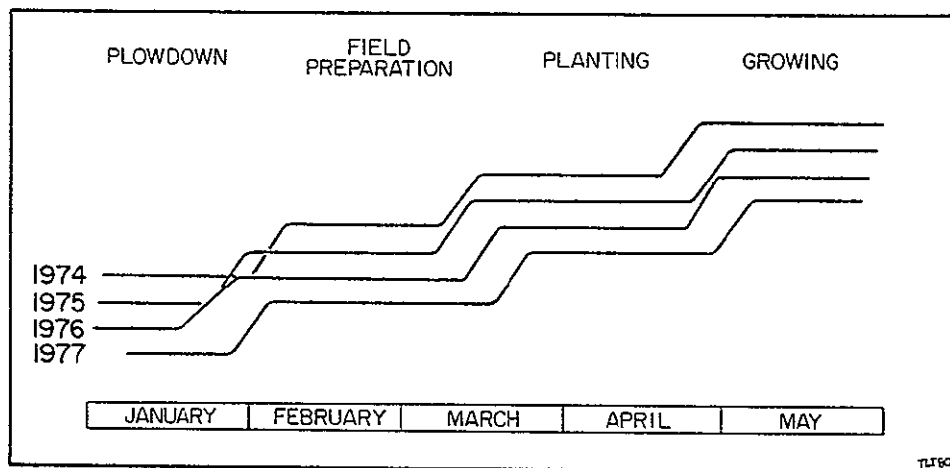 PLOWDOWN
FIELD
PREPARATION
PLANTING
GROWING
1974
1975
1976
1977
JANUARY
FEBRUARY
MARCH
APRIL
MAY